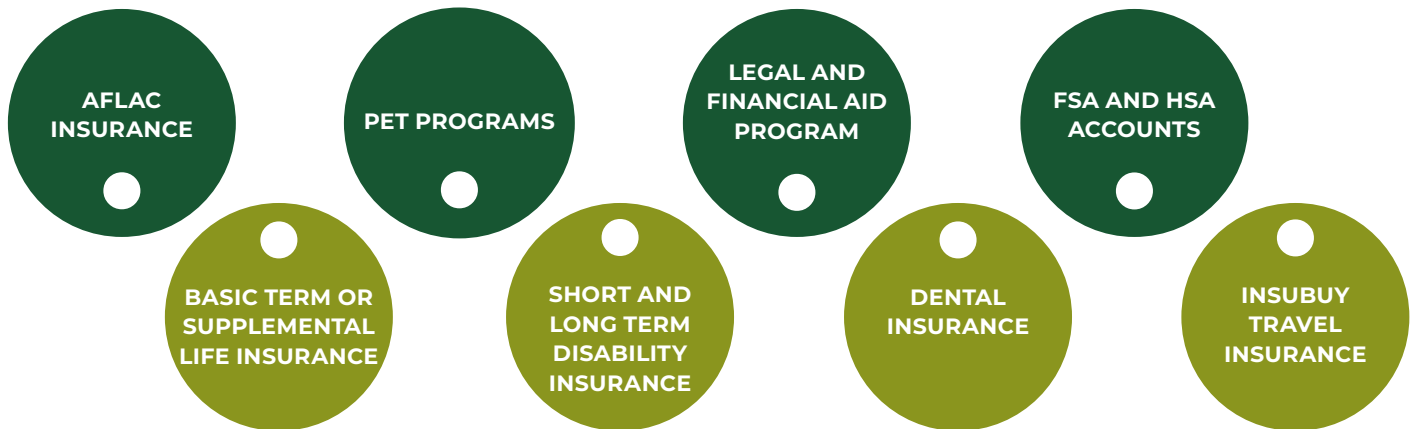 AFLAC
INSURANCE
PET PROGRAMS
LEGAL AND
FINANCIAL AID
PROGRAM
FSA AND HSA
ACCOUNTS
BASIC TERM OR
SUPPLEMENTAL
LIFE INSURANCE
SHORT AND
LONG TERM
DISABILITY
INSURANCE
DENTAL
INSURANCE
INSUBUY
TRAVEL
INSURANCE